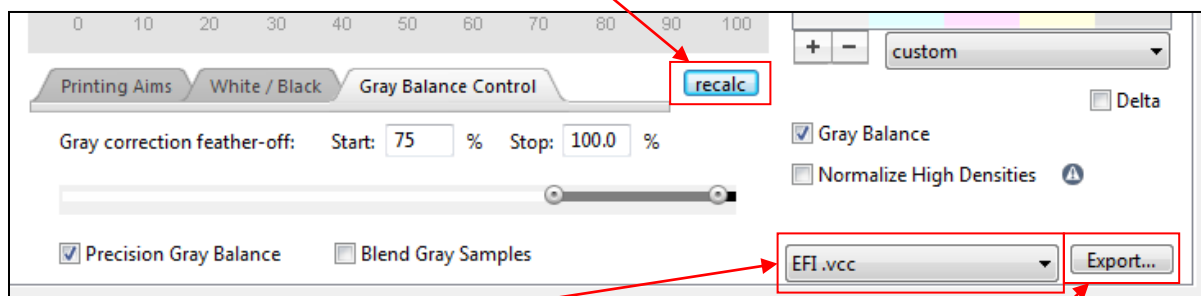 0 10 20 30 40 50 60 70 80 90 100
+ − custom
Printing Aims White / Black Gray Balance Control recalc
Delta
Gray correction feather-off: Start: 75 % Stop: 100.0 %
Gray Balance
Normalize High Densities
Precision Gray Balance Blend Gray Samples
EFI .vcc Export...